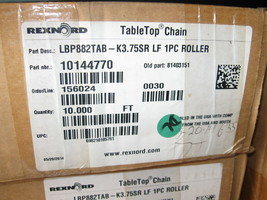 REXNORD TableTop® Chain
Part Desc.: LBP882TAB-K3.75SR LF 1PC ROLLER
Part Nbr: 10144770 Old part: 81403151
Order/Line: 156024 0030
Quantity: 10.000 FT
UPC:
www.rexnord.com
REXNORD TableTop® Chain
LBP882TAB-K3.75SR LF 1PC ROLLER